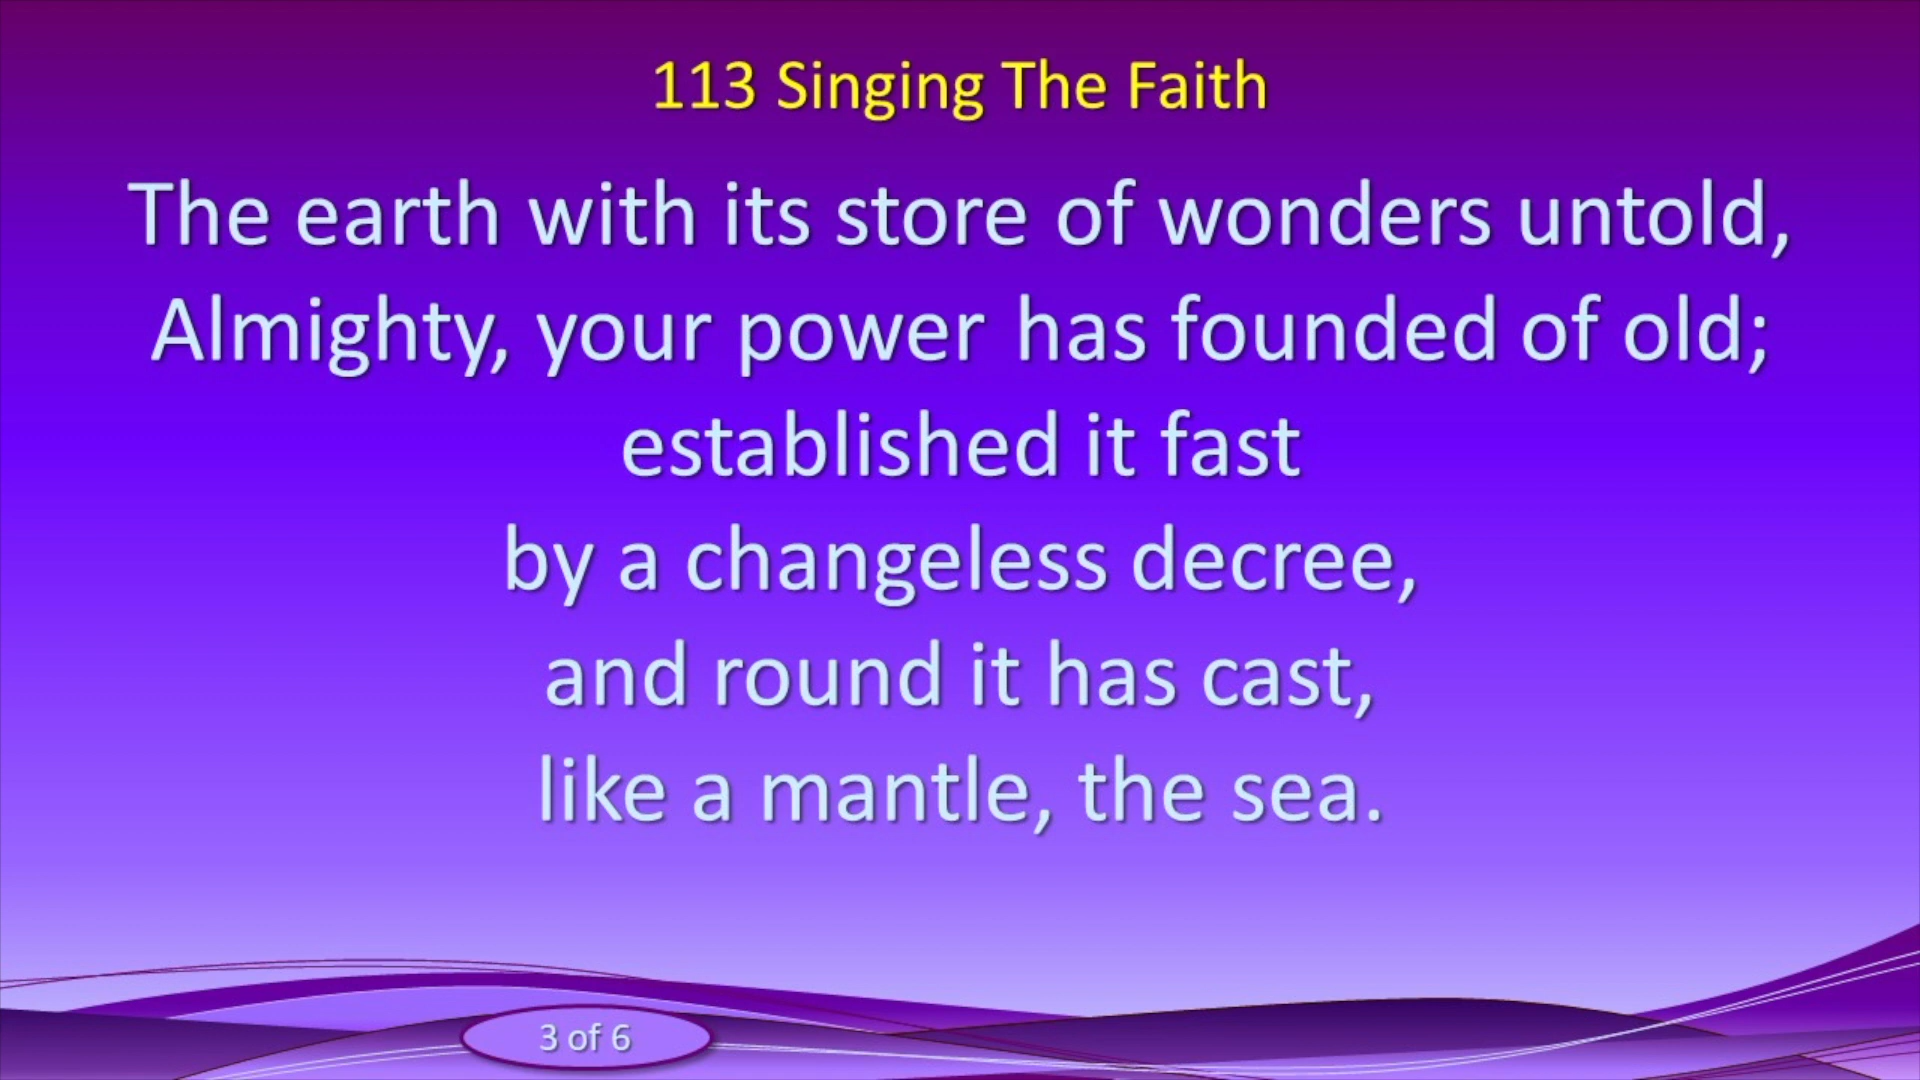 113 Singing The Faith
The earth with its store of wonders untold,
Almighty, your power has founded of old;
established it fast
by a changeless decree,
and round it has cast,
like a mantle, the sea.
3 of 6